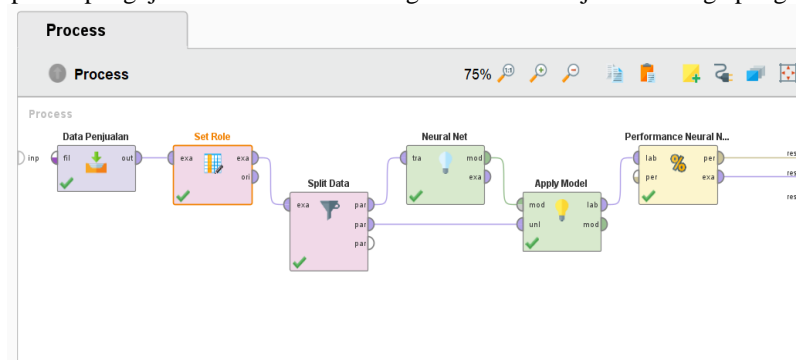 Process
Process
75%
Process
Data Penjualan
Set Role
Neural Net
Performance Neural N...
inp
fil
out
exa
exa
ori
tra
mod
exa
lab
per
per
exa
res
res
res
Split Data
Apply Model
exa
par
par
par
mod
lab
unl
mod